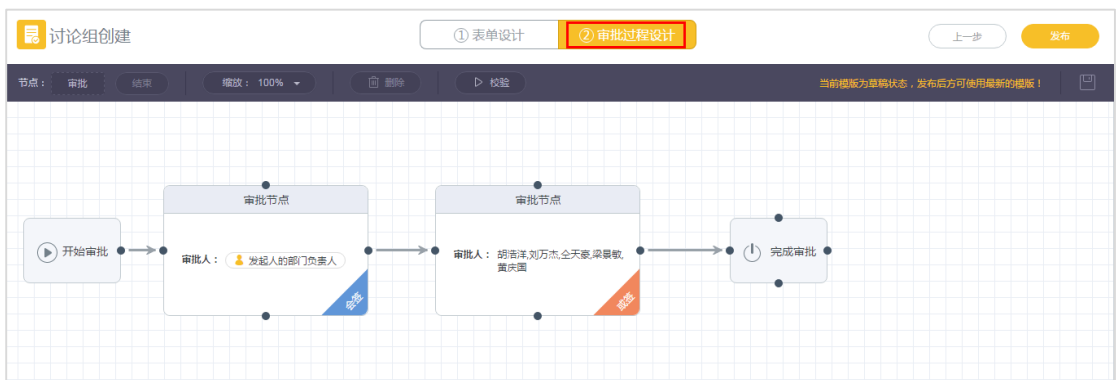 讨论组创建
① 表单设计
② 审批过程设计
上一步
发布
节点：
审批
结束
缩放： 100%
删除
校验
当前模版为草稿状态，发布后方可使用最新的模版！
开始审批
审批节点
审批人：
发起人的部门负责人
会签
审批节点
审批人：
胡浩洋,刘万杰,仝天豪,梁景敏,
黄庆国
或签
完成审批